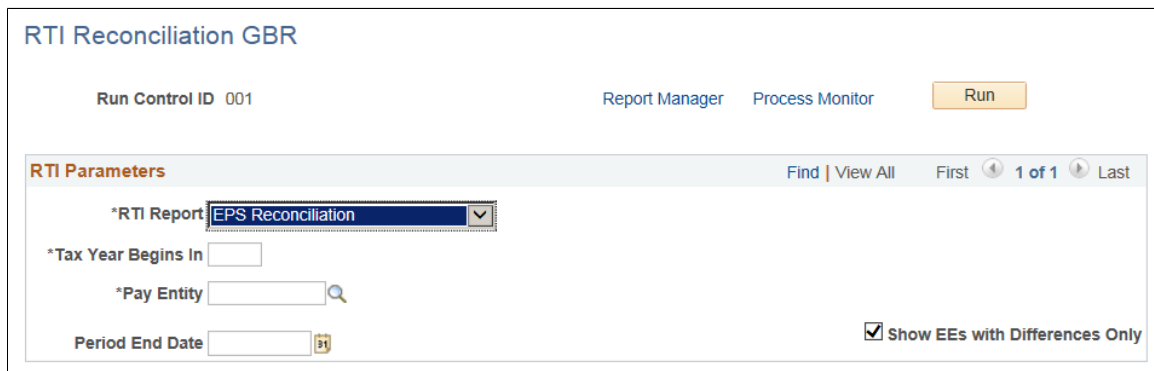 RTI Reconciliation GBR
Run Control ID 001 Report Manager Process Monitor Run
RTI Parameters Find | View All First 1 of 1 Last
*RTI Report EPS Reconciliation
*Tax Year Begins In
*Pay Entity
Period End Date 31 Show EEs with Differences Only